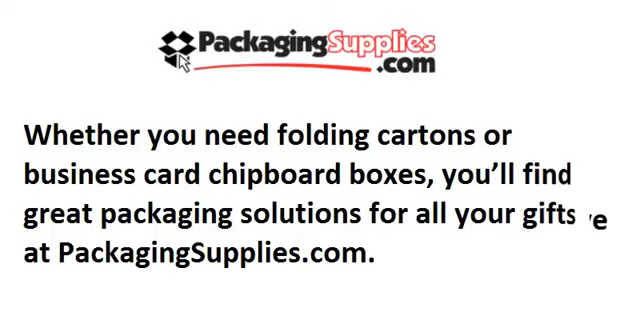 PackagingSupplies
.com
Whether you need folding cartons or
business card chipboard boxes, you'll find
great packaging solutions for all your gifts
at PackagingSupplies.com.